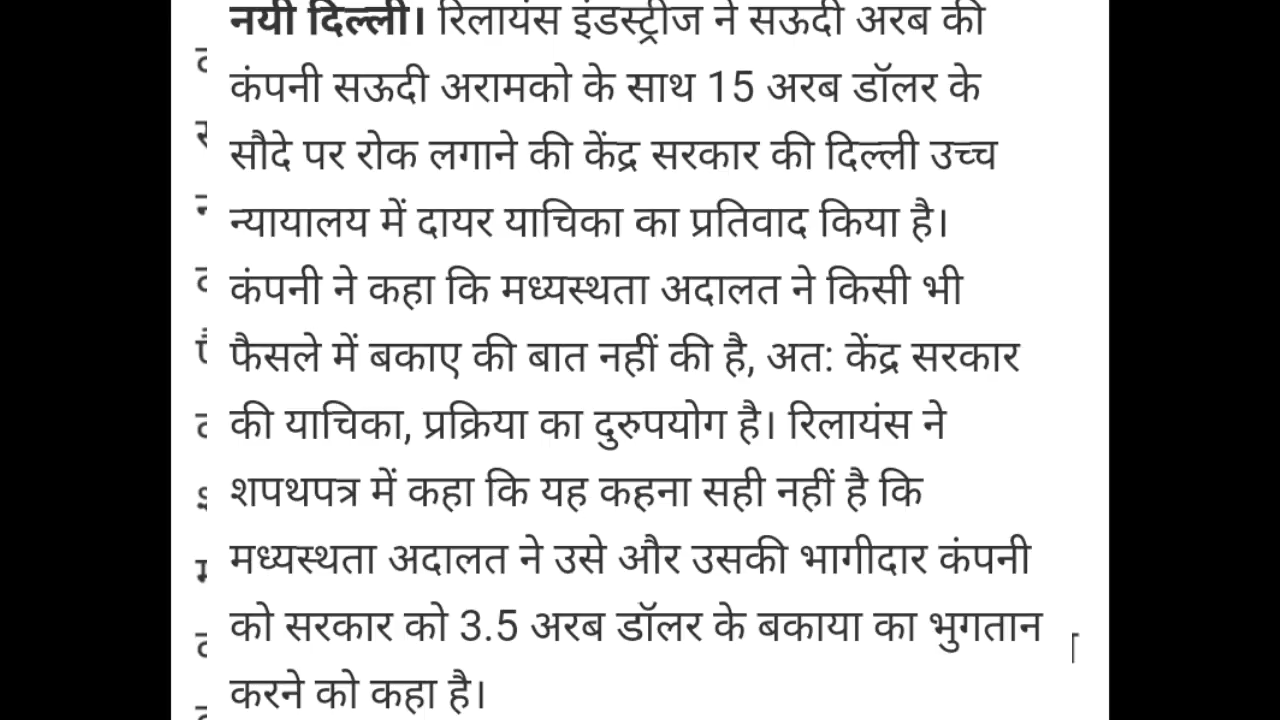 नयी दिल्ली। रिलायंस इंडस्ट्रीज ने सऊदी अरब की
कंपनी सऊदी अरामको के साथ 15 अरब डॉलर के
सौदे पर रोक लगाने की केंद्र सरकार की दिल्ली उच्च
न्यायालय में दायर याचिका का प्रतिवाद किया है।
कंपनी ने कहा कि मध्यस्थता अदालत ने किसी भी
फैसले में बकाए की बात नहीं की है, अत: केंद्र सरकार
की याचिका, प्रक्रिया का दुरुपयोग है। रिलायंस ने
शपथपत्र में कहा कि यह कहना सही नहीं है कि
मध्यस्थता अदालत ने उसे और उसकी भागीदार कंपनी
को सरकार को 3.5 अरब डॉलर के बकाया का भुगतान
करने को कहा है।